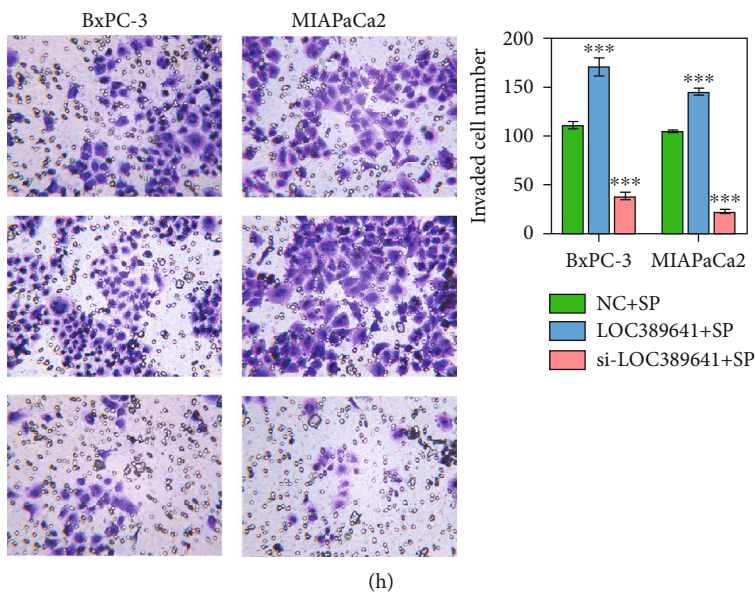 BxPC-3
MIAPaCa2
Invaded cell number
200
150
100
50
0
***
***
***
***
BxPC-3
MIAPaCa2
NC+SP
LOC389641+SP
si-LOC389641+SP
(h)